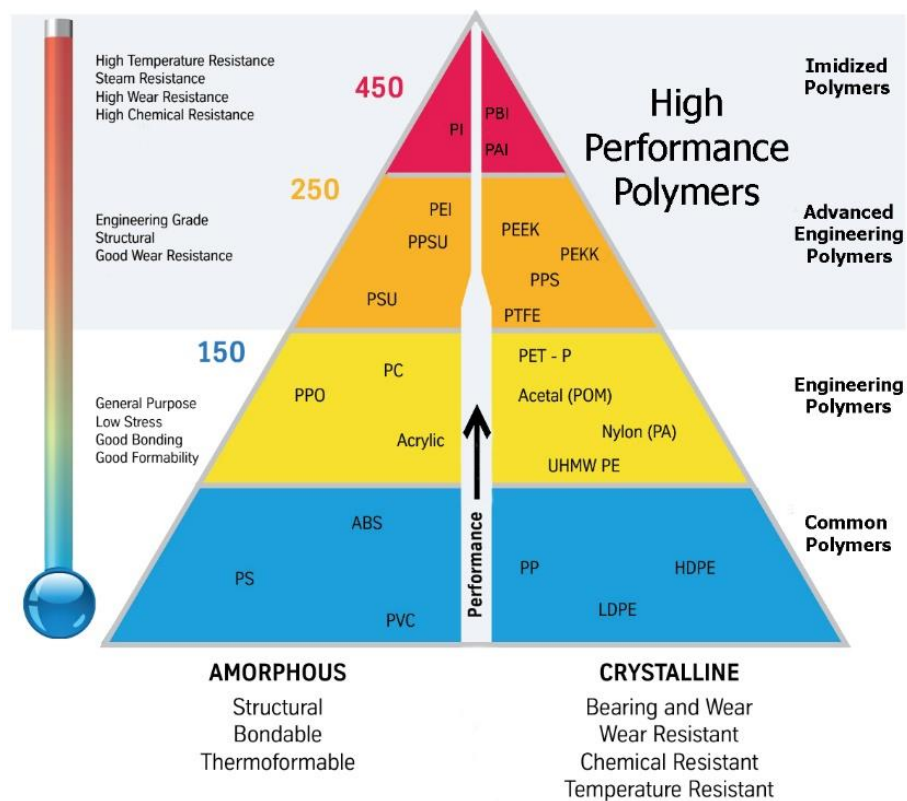 High Temperature Resistance
Steam Resistance
High Wear Resistance
High Chemical Resistance
450
PI
PBI
PAI
High
Performance
Polymers
Imidized
Polymers
250
Engineering Grade
Structural
Good Wear Resistance
PEI
PPSU
PSU
PEEK
PEKK
PPS
PTFE
Advanced
Engineering
Polymers
150
General Purpose
Low Stress
Good Bonding
Good Formability
PC
PPO
Acrylic
PET - P
Acetal (POM)
Nylon (PA)
UHMW PE
Engineering
Polymers
ABS
PS
PVC
Performance
PP
HDPE
LDPE
Common
Polymers
AMORPHOUS
Structural
Bondable
Thermoformable
CRYSTALLINE
Bearing and Wear
Wear Resistant
Chemical Resistant
Temperature Resistant